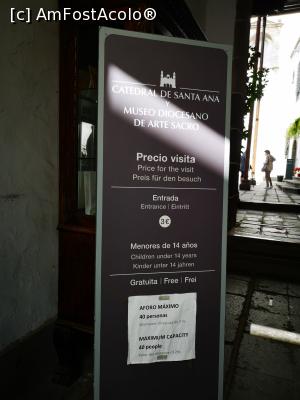 [c] AmFostAcolo®
CATEDRAL DE SANTA ANA
Y
MUSEO DIOCESANO
DE ARTE SACRO
Precio visita
Price for the visit
Preis für den besuch
Entrada
Entrance | Eintritt
3€
Menores de 14 años
Children under 14 years
Kinder unter 14 jahren
Gratuita | Free | Frei
AFORO MÁXIMO
40 personas
MAXIMUM CAPACITY
40 people